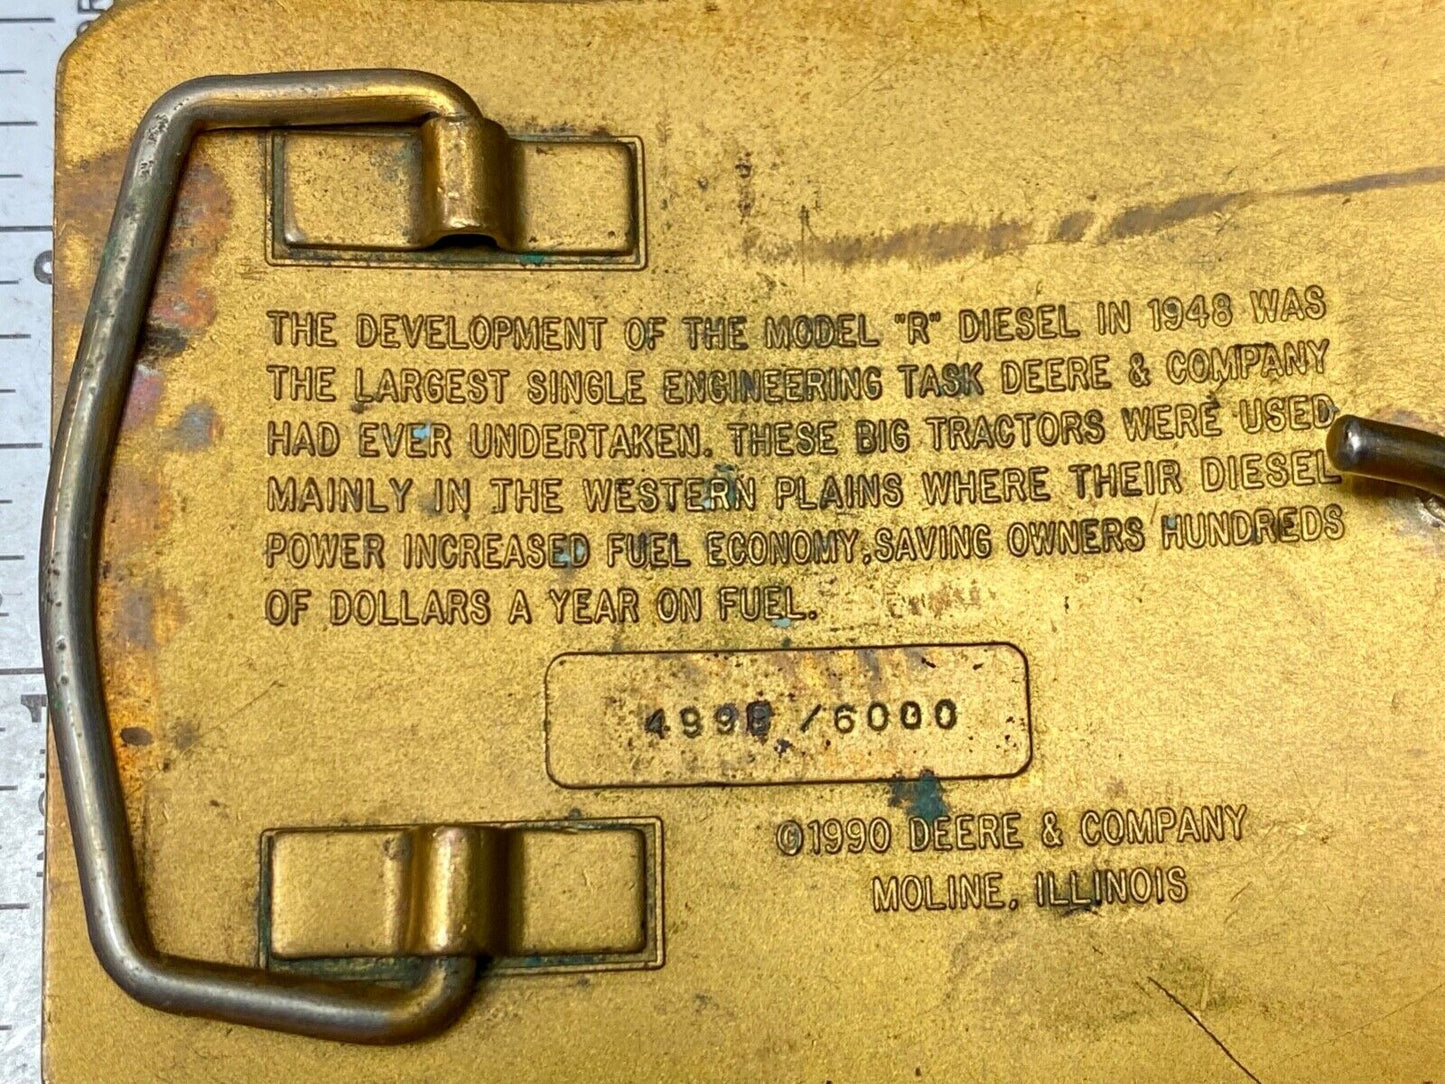 THE DEVELOPMENT OF THE MODEL "R" DIESEL IN 1948 WAS
THE LARGEST SINGLE ENGINEERING TASK DEERE & COMPANY
HAD EVER UNDERTAKEN. THESE BIG TRACTORS WERE USED
MAINLY IN THE WESTERN PLAINS WHERE THEIR DIESEL
POWER INCREASED FUEL ECONOMY, SAVING OWNERS HUNDREDS
OF DOLLARS A YEAR ON FUEL.
/6000
©1990 DEERE & COMPANY
MOLINE, ILLINOIS
1